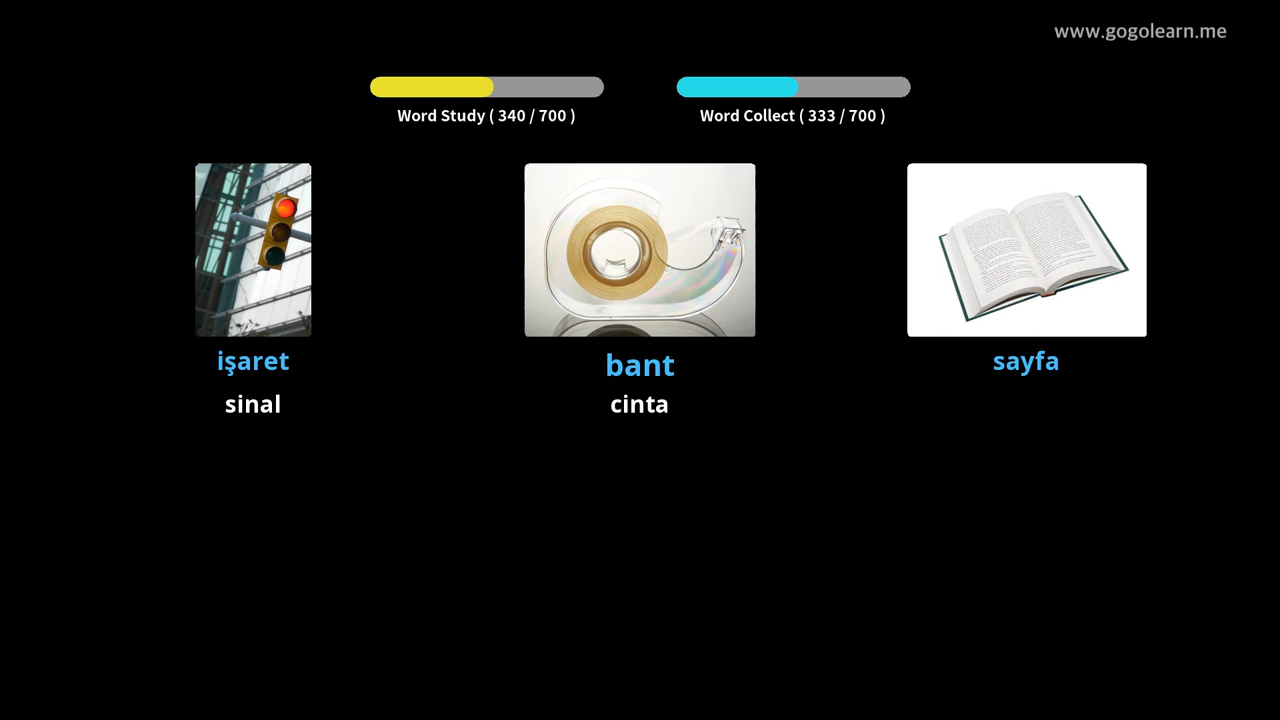 www.gogolearn.me
Word Study ( 340 / 700 )
Word Collect ( 333 / 700 )
işaret
bant
sayfa
sinal
cinta